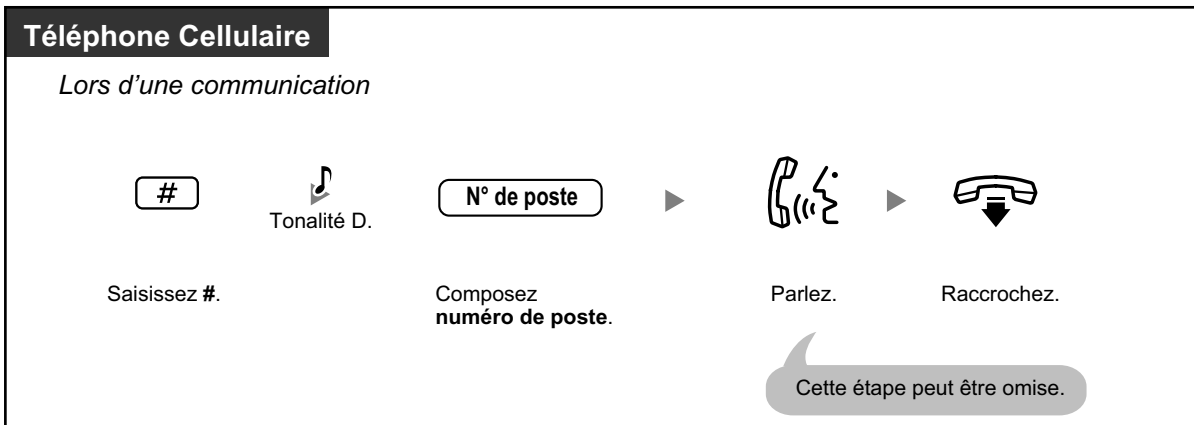 Téléphone Cellulaire
Lors d’une communication
#
Tonalité D.
N° de poste
Saisissez #.
Composez
numéro de poste.
Parlez.
Raccrochez.
Cette étape peut être omise.